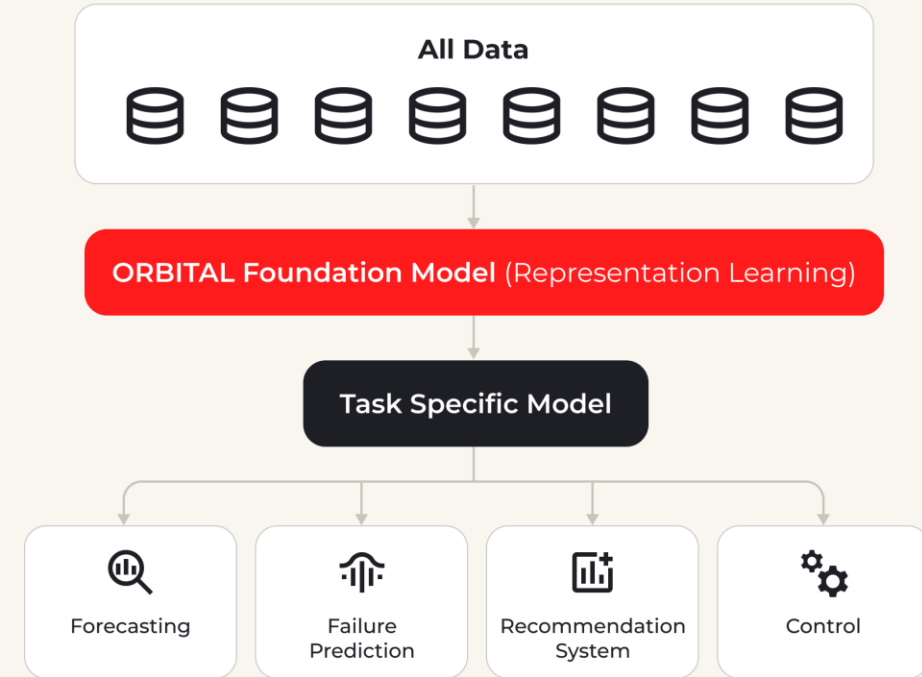 All Data
ORBITAL Foundation Model (Representation Learning)
Task Specific Model
Forecasting
Failure
Prediction
Recommendation
System
Control